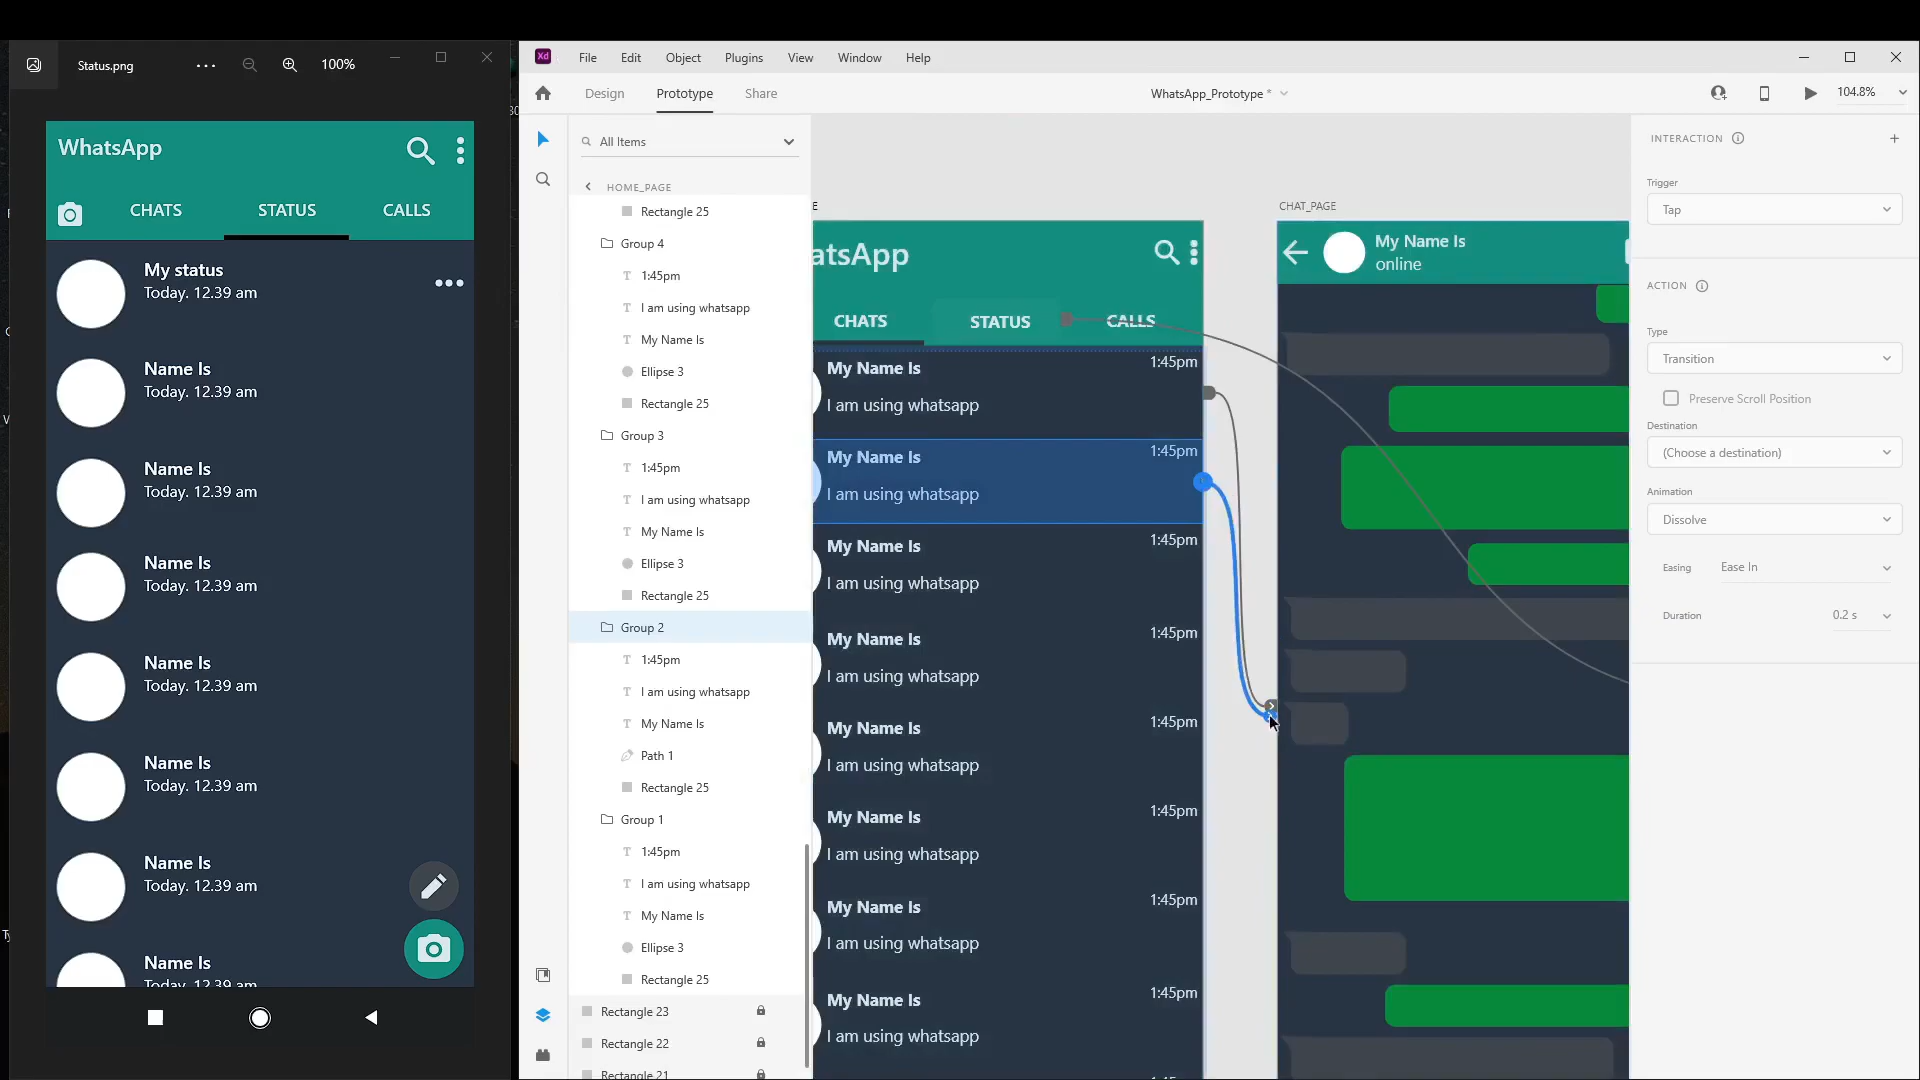 Status.png
100%
WhatsApp
CHATS
STATUS
CALLS
My status
Today. 12.39 am
Name Is
Today. 12.39 am
Name Is
Today. 12.39 am
Name Is
Today. 12.39 am
Name Is
Today. 12.39 am
Name Is
Today. 12.39 am
Name Is
Today. 12.39 am
Name Is
Today. 12.39 am
Xd
File
Edit
Object
Plugins
View
Window
Help
Design
Prototype
Share
WhatsApp_Prototype *
104.8%
All Items
HOME_PAGE
Rectangle 25
Group 4
1:45pm
I am using whatsapp
My Name Is
Ellipse 3
Rectangle 25
Group 3
1:45pm
I am using whatsapp
My Name Is
Ellipse 3
Rectangle 25
Group 2
1:45pm
I am using whatsapp
My Name Is
Path 1
Rectangle 25
Group 1
1:45pm
I am using whatsapp
My Name Is
Ellipse 3
Rectangle 25
Rectangle 23
Rectangle 22
Rectangle 21
E
atsApp
CHATS
STATUS
CALLS
My Name Is
1:45pm
I am using whatsapp
My Name Is
1:45pm
I am using whatsapp
My Name Is
1:45pm
I am using whatsapp
My Name Is
1:45pm
I am using whatsapp
My Name Is
1:45pm
I am using whatsapp
My Name Is
1:45pm
I am using whatsapp
My Name Is
1:45pm
I am using whatsapp
My Name Is
1:45pm
I am using whatsapp
CHAT_PAGE
My Name Is
online
INTERACTION
Trigger
Tap
ACTION
Type
Transition
Preserve Scroll Position
Destination
(Choose a destination)
Animation
Dissolve
Easing
Ease In
Duration
0.2 s